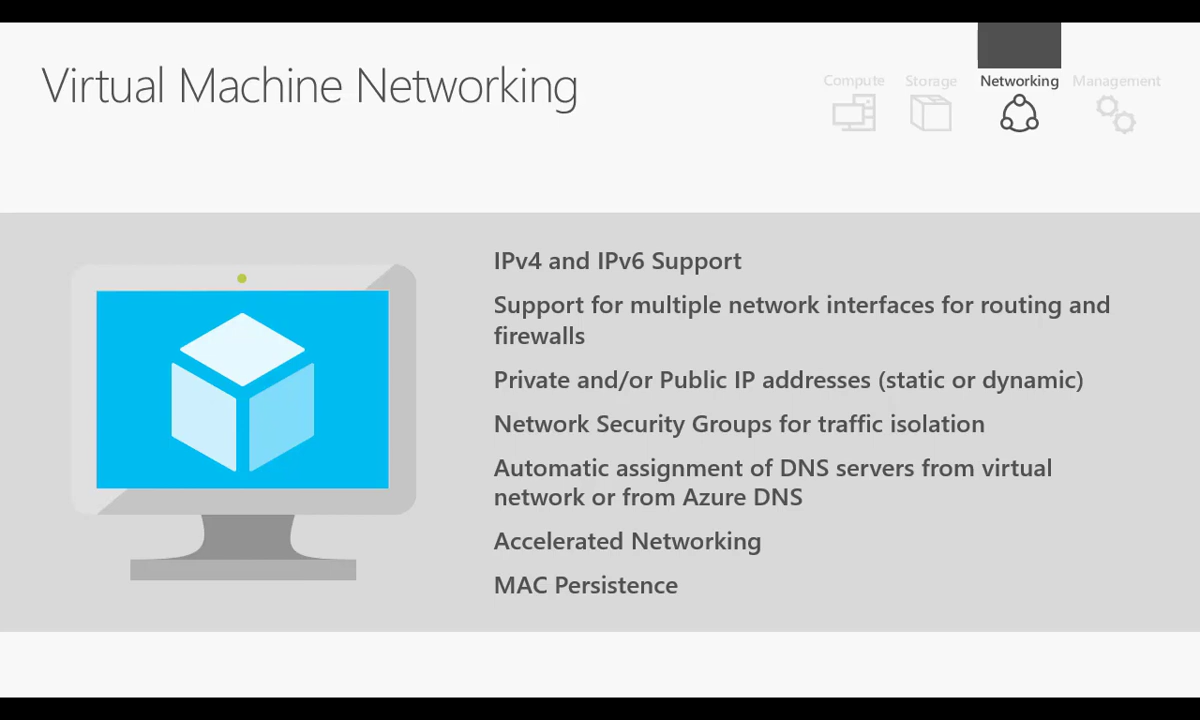 Virtual Machine Networking
Compute
Storage
Networking
Management
IPv4 and IPv6 Support
Support for multiple network interfaces for routing and
firewalls
Private and/or Public IP addresses (static or dynamic)
Network Security Groups for traffic isolation
Automatic assignment of DNS servers from virtual
network or from Azure DNS
Accelerated Networking
MAC Persistence